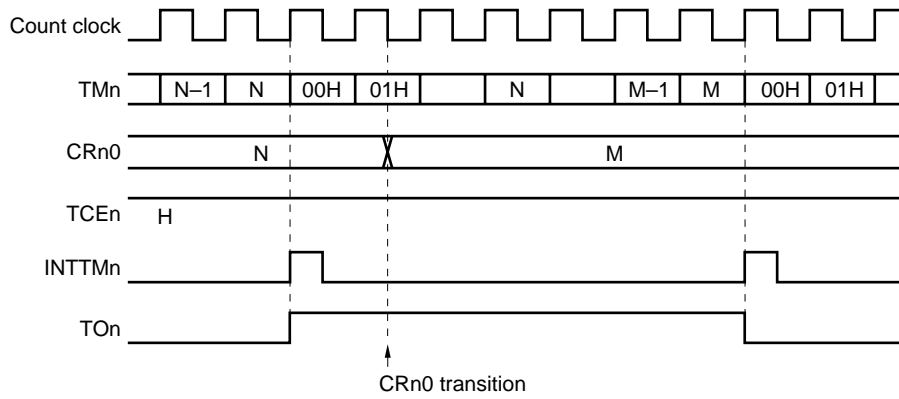 Count clock
TMn N–1 N 00H 01H N M–1 M 00H 01H
CRn0 N M
TCEn H
INTTMn
TOn
CRn0 transition